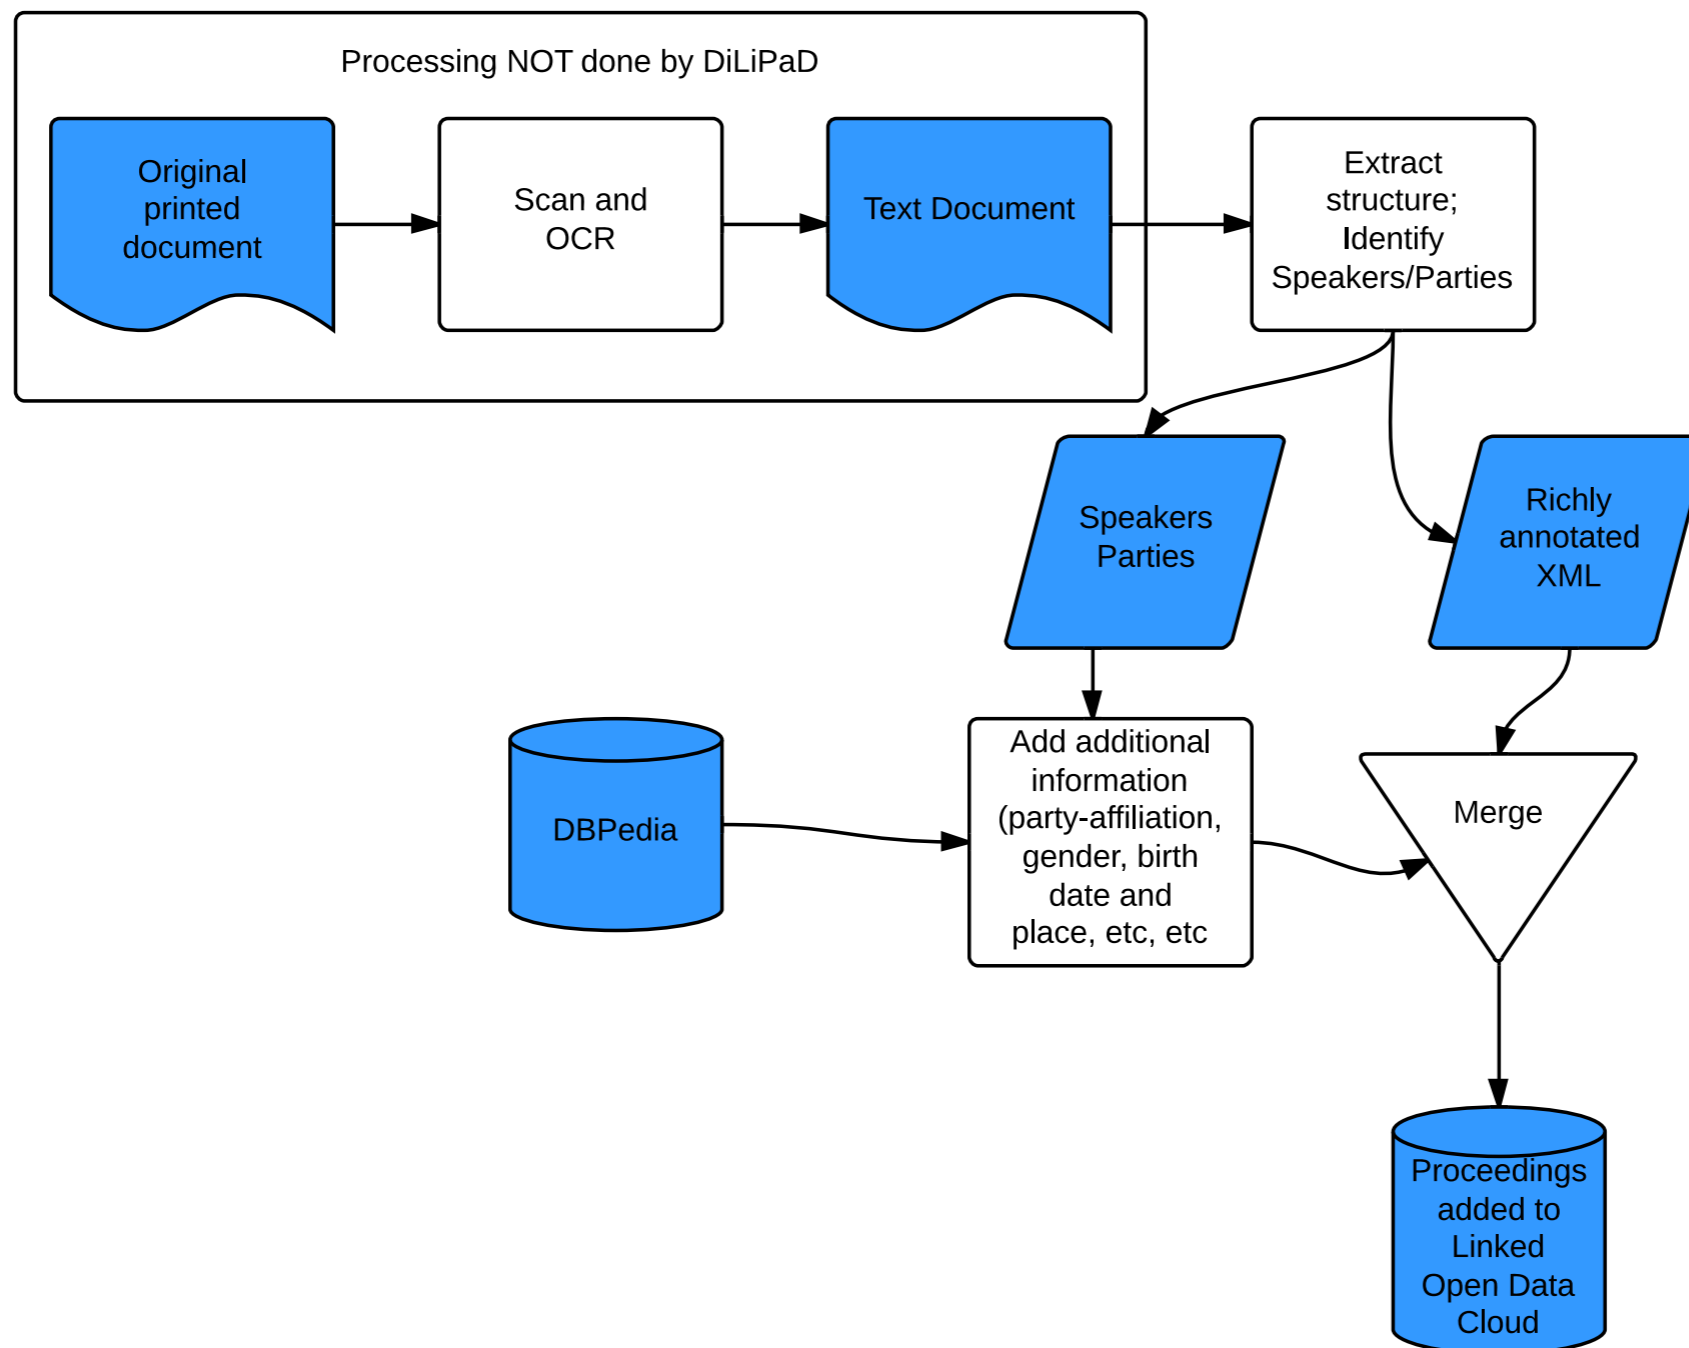 Processing NOT done by DiLiPaD
Original
printed
document
Scan and
OCR
Text Document
Extract
structure;
Identify
Speakers/Parties
Speakers
Parties
Richly
annotated
XML
DBPedia
Add additional
information
(party-affiliation,
gender, birth
date and
place, etc, etc
Merge
Proceedings
added to
Linked
Open Data
Cloud